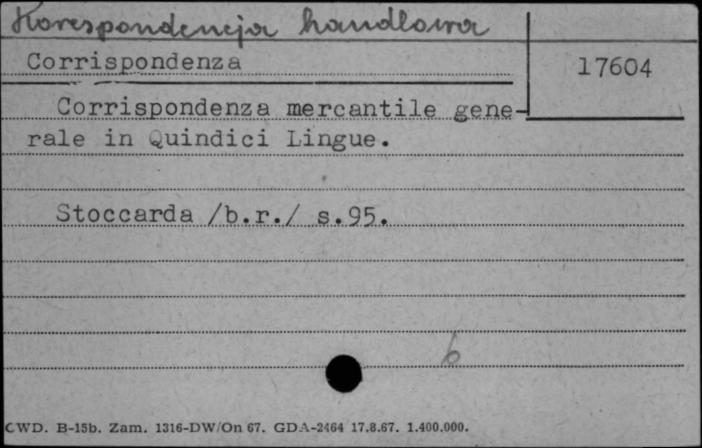 Korespondencja handlowa
Corrispondenza
17604
Corrispondenza mercantile gene-
rale in Quindici Lingue.
Stoccarda /b.r./ s.95.
6
CWD. B-15b. Zam. 1316-DW/On 67. GDA-2464 17.8.67. 1.400.000.